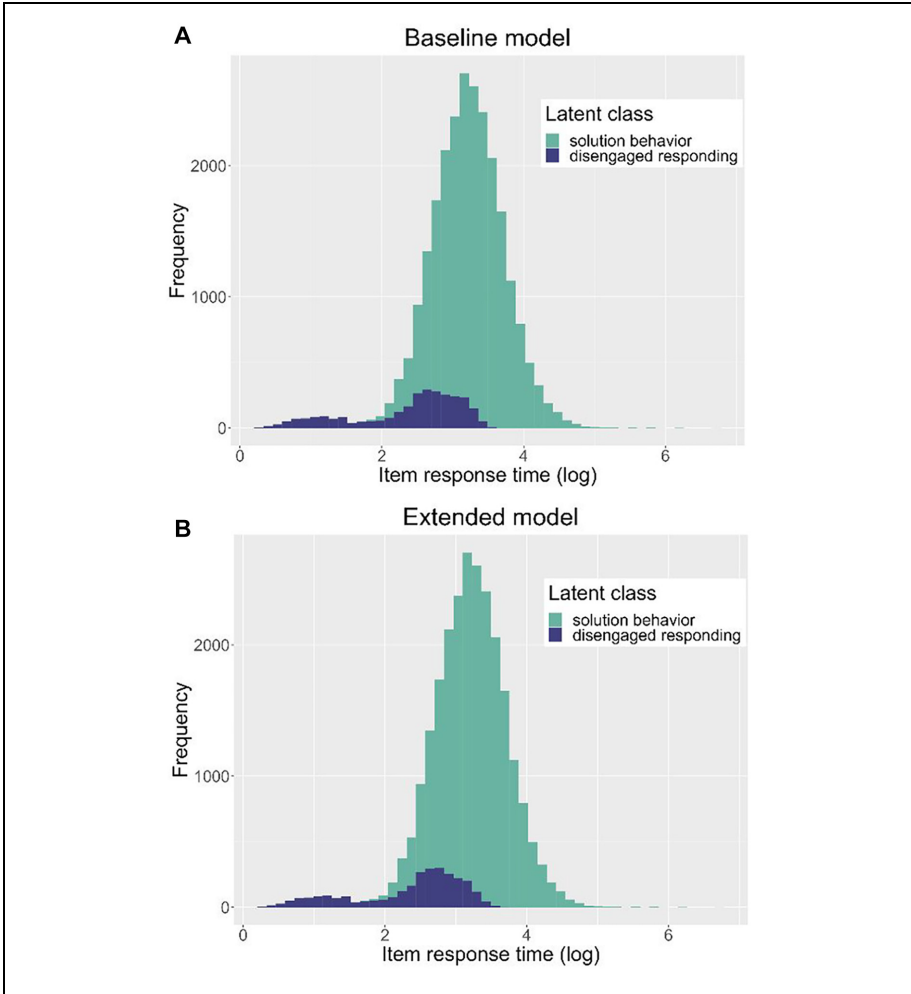 A
Baseline model
Latent class
solution behavior
disengaged responding
Frequency
2000
1000
0
0 2 4 6
Item response time (log)
B
Extended model
Latent class
solution behavior
disengaged responding
Frequency
2000
1000
0
0 2 4 6
Item response time (log)